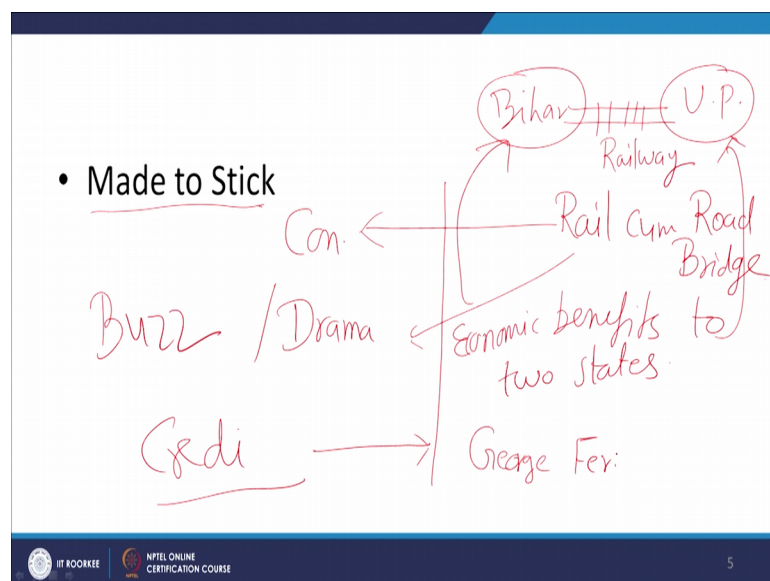 Bihar
U.P.
Railway
• Made to Stick
Rail Cum Road
Bridge
Con.
Buzz / Drama
Economic benefits to
two states.
Credi
George Fer:
IIT ROORKEE
NPTEL ONLINE
CERTIFICATION COURSE
5